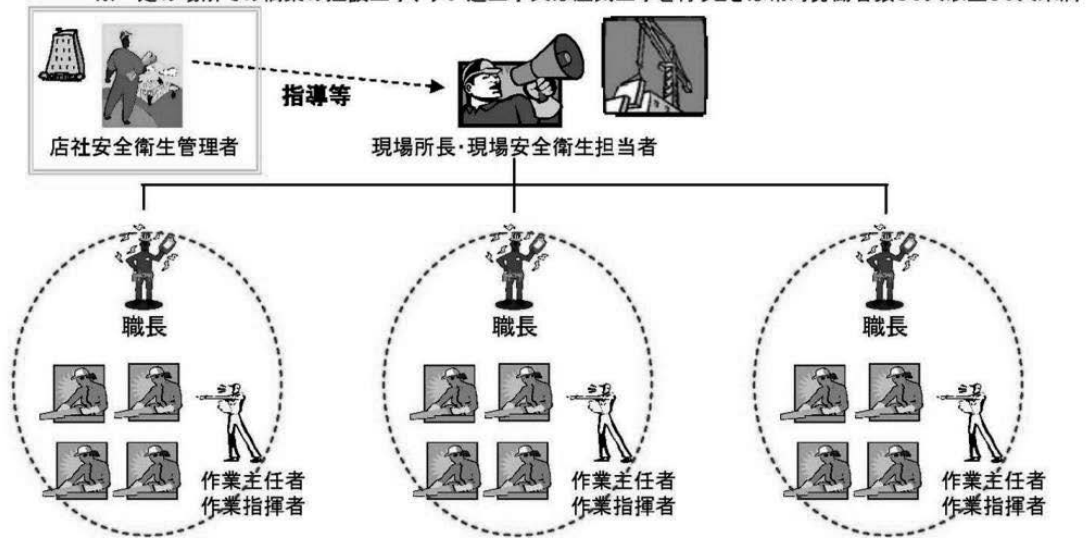 指導等
店社安全衛生管理者
現場所長・現場安全衛生担当者
職長
職長
職長
作業主任者
作業指揮者
作業主任者
作業指揮者
作業主任者
作業指揮者